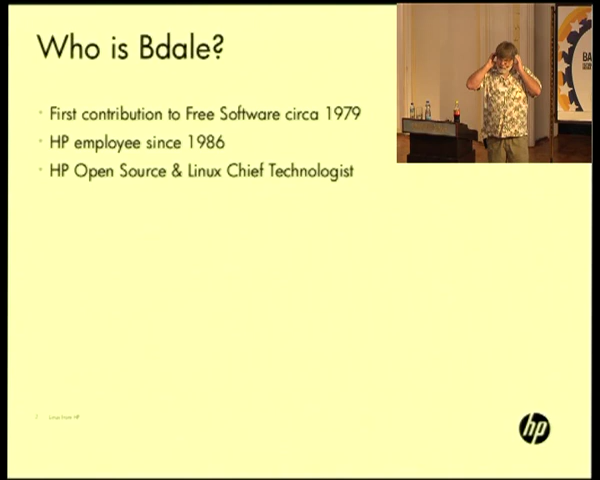 Who is Bdale?
First contribution to Free Software circa 1979
HP employee since 1986
HP Open Source & Linux Chief Technologist
hp